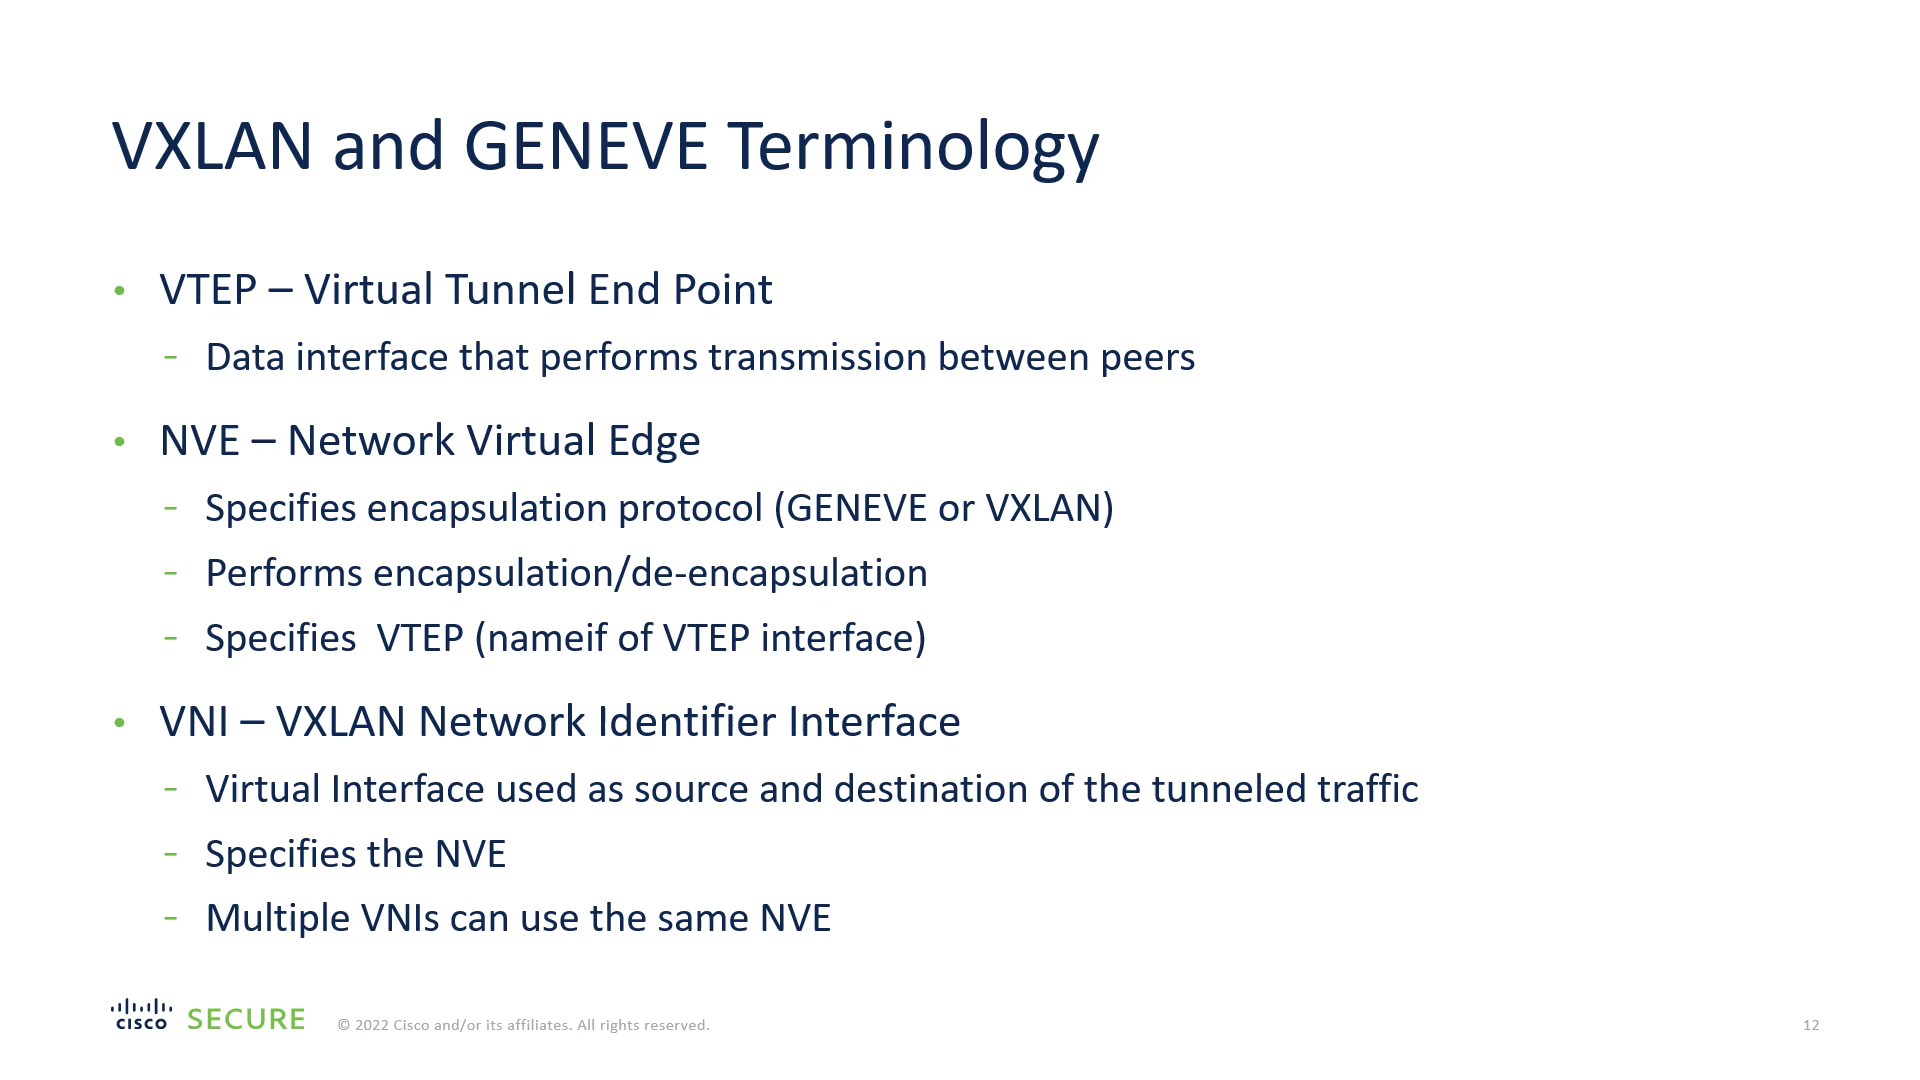 VXLAN and GENEVE Terminology
• VTEP – Virtual Tunnel End Point
- Data interface that performs transmission between peers
• NVE – Network Virtual Edge
- Specifies encapsulation protocol (GENEVE or VXLAN)
- Performs encapsulation/de-encapsulation
- Specifies  VTEP (nameif of VTEP interface)
• VNI – VXLAN Network Identifier Interface
- Virtual Interface used as source and destination of the tunneled traffic
- Specifies the NVE
- Multiple VNIs can use the same NVE
CISCO SECURE © 2022 Cisco and/or its affiliates. All rights reserved. 12